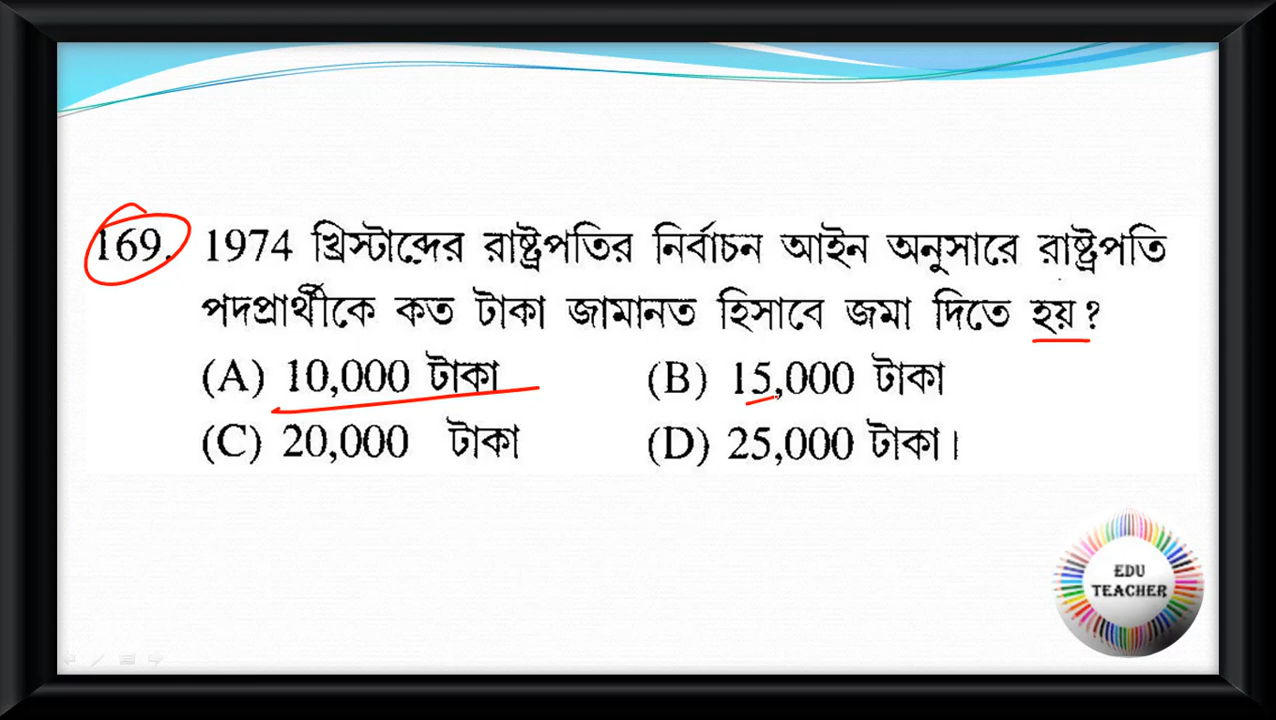 169. 1974 খ্রিস্টাব্দের রাষ্ট্রপতির নির্বাচন আইন অনুসারে রাষ্ট্রপতি
পদপ্রার্থীকে কত টাকা জামানত হিসাবে জমা দিতে হয়?
(A) 10,000 টাকা (B) 15,000 টাকা
(C) 20,000 টাকা (D) 25,000 টাকা।
EDU
TEACHER